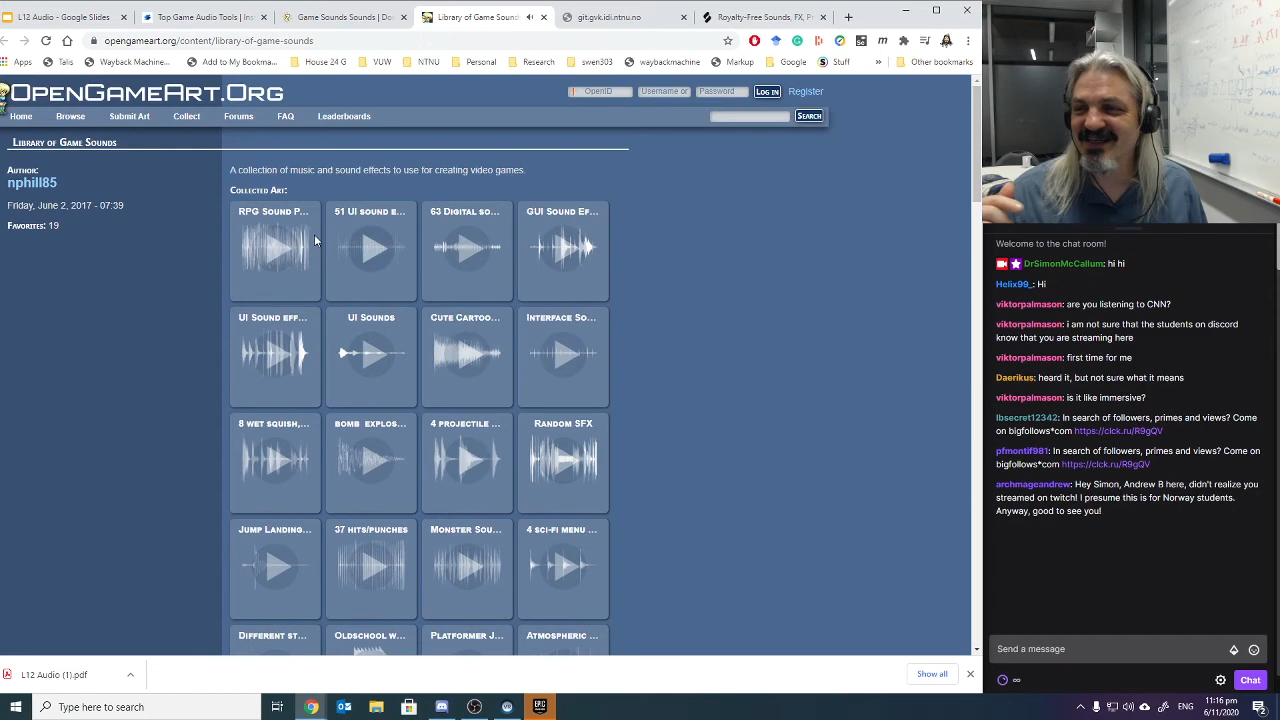 L12 Audio - University
Top Game Audio Tools | Ins
Game Sounds Sounds | Do
Library of Game Sounds
git.gvk.idi.ntnu.no
Royalty-Free Sounds, FX, P
opengameart.org/content/library-of-game-sounds
Apps
Talis
Wayback Machine...
Add to My Bookma...
House NG
VUW
NTNU
Personal
Research
swen303
waybackmachine
Markup
Google
Stuff
»
Other bookmarks
OpenGameArt.Org
OpenID
Username or
Password
Log in
Register
Home
Browse
Submit Art
Collect
Forums
FAQ
Leaderboards
Search
Library of Game Sounds
Author:
nphill85
Friday, June 2, 2017 - 07:39
Favorites: 19
A collection of music and sound effects to use for creating video games.
Collected Art:
RPG Sound P...
51 UI sound e...
63 Digital so...
GUI Sound Ef...
UI Sound eff...
UI Sounds
Cute Cartoo...
Interface So...
8 wet squish,...
bomb explos...
4 projectile ...
Random SFX
Jump Landing...
37 hits/punches
Monster Sou...
4 sci-fi menu ...
Different st...
Oldschool w...
Platformer J...
Atmospheric ...
Welcome to the chat room!
DrSimonMcCallum: hi hi
Helix99_: Hi
viktorpalmason: are you listening to CNN?
viktorpalmason: i am not sure that the students on discord
know that you are streaming here
viktorpalmason: first time for me
Daerikus: heard it, but not sure what it means
viktorpalmason: is it like immersive?
lbsecret12342: In search of followers, primes and views? Come
on bigfollows*com https://clck.ru/R9gQV
pfmontif981: In search of followers, primes and views? Come on
bigfollows*com https://clck.ru/R9gQV
archmageandrew: Hey Simon, Andrew B here, didn't realize you
streamed on twitch! I presume this is for Norway students.
Anyway, good to see you!
Send a message
Chat
L12 Audio (1).pdf
Show all
Type here to search
EPIC
11:16 pm
6/11/2020